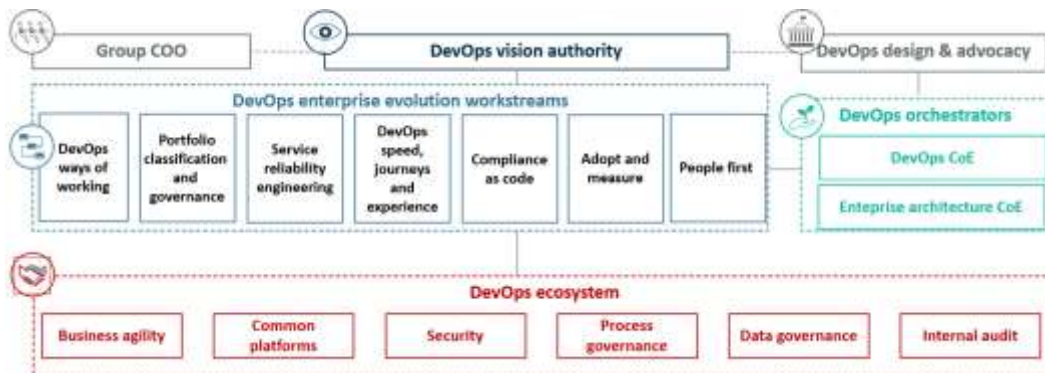 Group COO
DevOps vision authority
DevOps design & advocacy
DevOps enterprise evolution workstreams
DevOps
ways of
working
Portfolio
classification
and
governance
Service
reliability
engineering
DevOps
speed,
journeys
and
experience
Compliance
as code
Adopt and
measure
People first
DevOps orchestrators
DevOps CoE
Enteprise architecture CoE
DevOps ecosystem
Business agility
Common
platforms
Security
Process
governance
Data governance
Internal audit